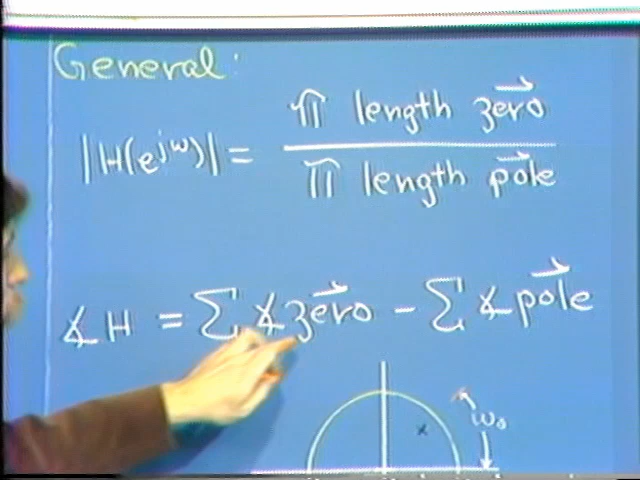 General:
∏ length zero⃗
|H(e^{jω})| =
∏ length pole⃗
∡H = ∑ ∡zero⃗ - ∑ ∡pole⃗
x
ω₀